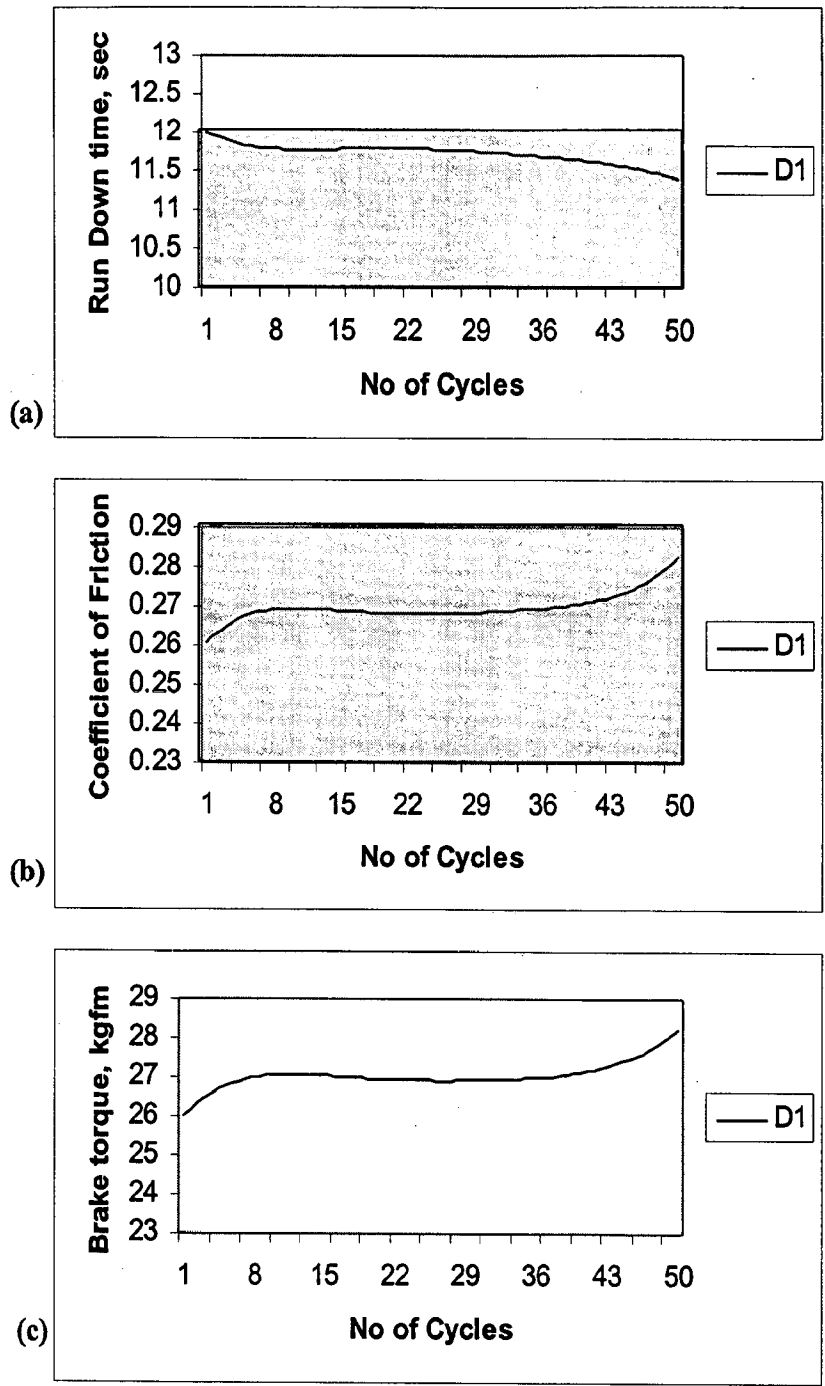 Run Down time, sec
13
12.5
12
11.5
11
10.5
10
1 8 15 22 29 36 43 50
No of Cycles
D1
(a)
Coefficient of Friction
0.29
0.28
0.27
0.26
0.25
0.24
0.23
1 8 15 22 29 36 43 50
No of Cycles
D1
(b)
Brake torque, kgfm
29
28
27
26
25
24
23
1 8 15 22 29 36 43 50
No of Cycles
D1
(c)